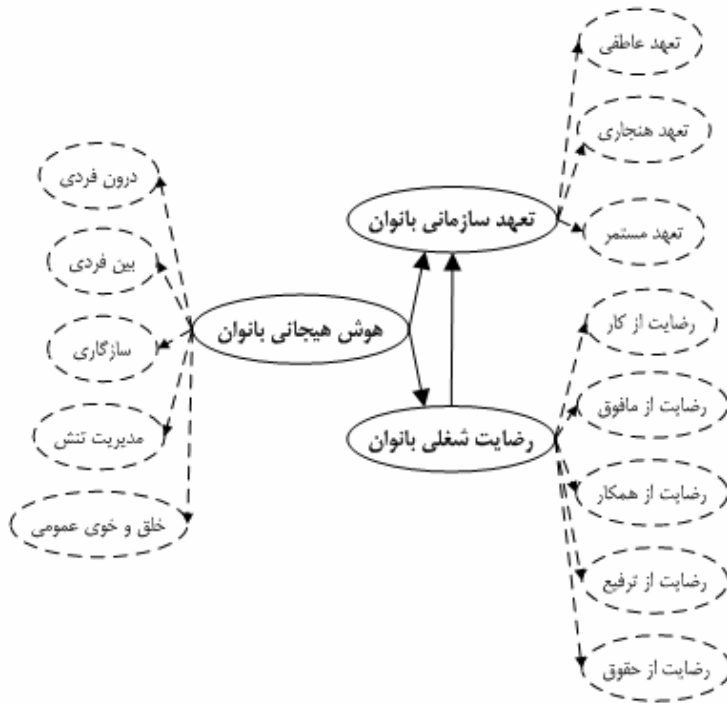 تعهد عاطفی
تعهد هنجاری
تعهد مستمر
تعهد سازمانی بانوان
درون فردی
بین فردی
سازگاری
مدیریت تنش
خلق و خوی عمومی
هوش هیجانی بانوان
رضایت شغلی بانوان
رضایت از کار
رضایت از مافوق
رضایت از همکار
رضایت از ترفیع
رضایت از حقوق